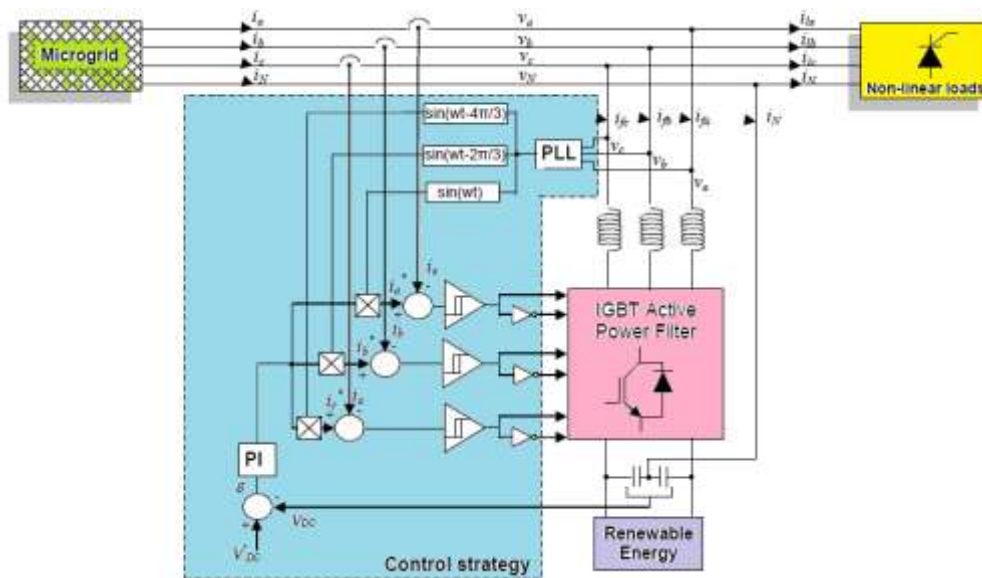 i_a v_a i_la
Microgrid i_b v_b i_lb
i_c v_c i_lc
i_N v_N i_N
Non-linear loads
sin(wt-4π/3)
sin(wt-2π/3)
sin(wt)
PLL
i_fc i_fb i_fa i_N
v_c
v_b
v_a
i_a* i_a
- +
i_b* i_b
- +
-
IGBT Active
Power Filter
PI
-
+
V_DC
V*_DC
Control strategy
Renewable
Energy